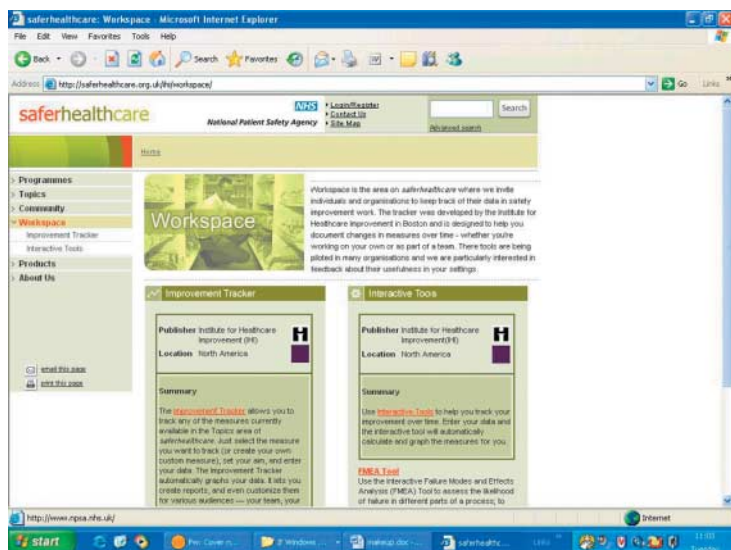 saferhealthcare: Workspace - Microsoft Internet Explorer
File Edit View Favorites Tools Help
Back Search Favorites
Address http://saferhealthcare.org.uk/ihi/workspace/ Go Links
saferhealthcare
NHS
National Patient Safety Agency
Login/Register
Contact Us
Site Map
Search
Advanced search
Home
Programmes
Topics
Community
Workspace
Improvement Tracker
Interactive Tools
Products
About Us
email this page
print this page
Workspace
Workspace is the area on saferhealthcare where we invite
individuals and organisations to keep track of their data in safety
improvement work. The tracker was developed by the Institute for
Healthcare Improvement in Boston and is designed to help you
document changes in measures over time - whether you're
working on your own or as part of a team. There tools are being
piloted in many organisations and we are particularly interested in
feedback about their usefulness in your settings.
Improvement Tracker
Publisher Institute for Healthcare
Improvement (IHI)
Location North America
Summary
The Improvement Tracker allows you to
track any of the measures currently
available in the Topics area of
saferhealthcare. Just select the measure
you want to track (or create your own
custom measure), set your aim, and enter
your data. The Improvement Tracker
automatically graphs your data. It lets you
create reports, and even customize them
for various audiences — your team, your
Interactive Tools
Publisher Institute for Healthcare
Improvement(IHI)
Location North America
Summary
Use Interactive Tools to help you track your
improvement over time. Enter your data and
the interactive tool will automatically
calculate and graph the measures for you.
FMEA Tool
Use the interactive Failure Modes and Effects
Analysis (FMEA) Tool to assess the likelihood
of failure in different parts of a process; to
http://www.npsa.nhs.uk/ Internet
start
2 Windows
makeup.doc
saferhealthc...
11:03
Tuesday